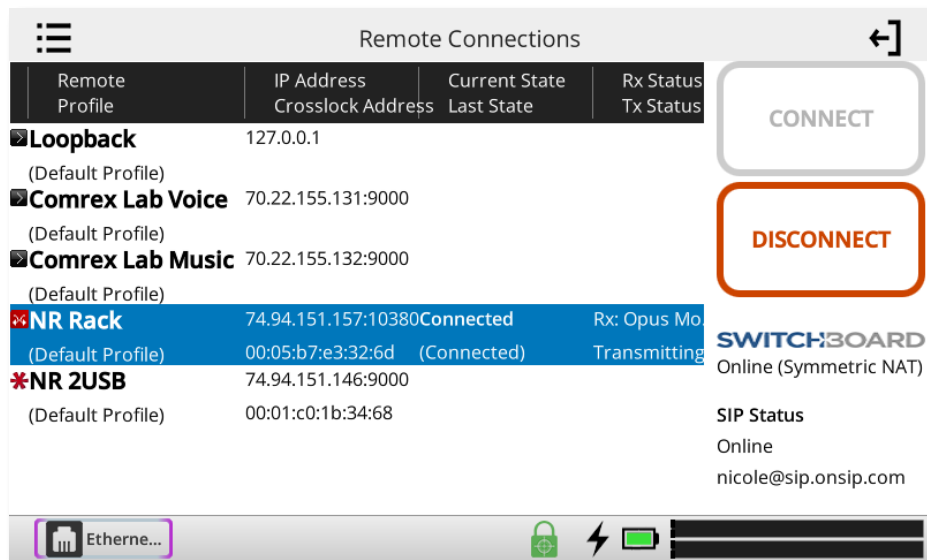 Remote Connections
Remote IP Address Current State Rx Status
Profile Crosslock Address Last State Tx Status
Loopback 127.0.0.1
(Default Profile)
Comrex Lab Voice 70.22.155.131:9000
(Default Profile)
Comrex Lab Music 70.22.155.132:9000
(Default Profile)
NR Rack 74.94.151.157:10380 Connected Rx: Opus Mo.
(Default Profile) 00:05:b7:e3:32:6d (Connected) Transmitting
NR 2USB 74.94.151.146:9000
(Default Profile) 00:01:c0:1b:34:68
CONNECT
DISCONNECT
SWITCHBOARD
Online (Symmetric NAT)
SIP Status
Online
nicole@sip.onsip.com
Etherne...